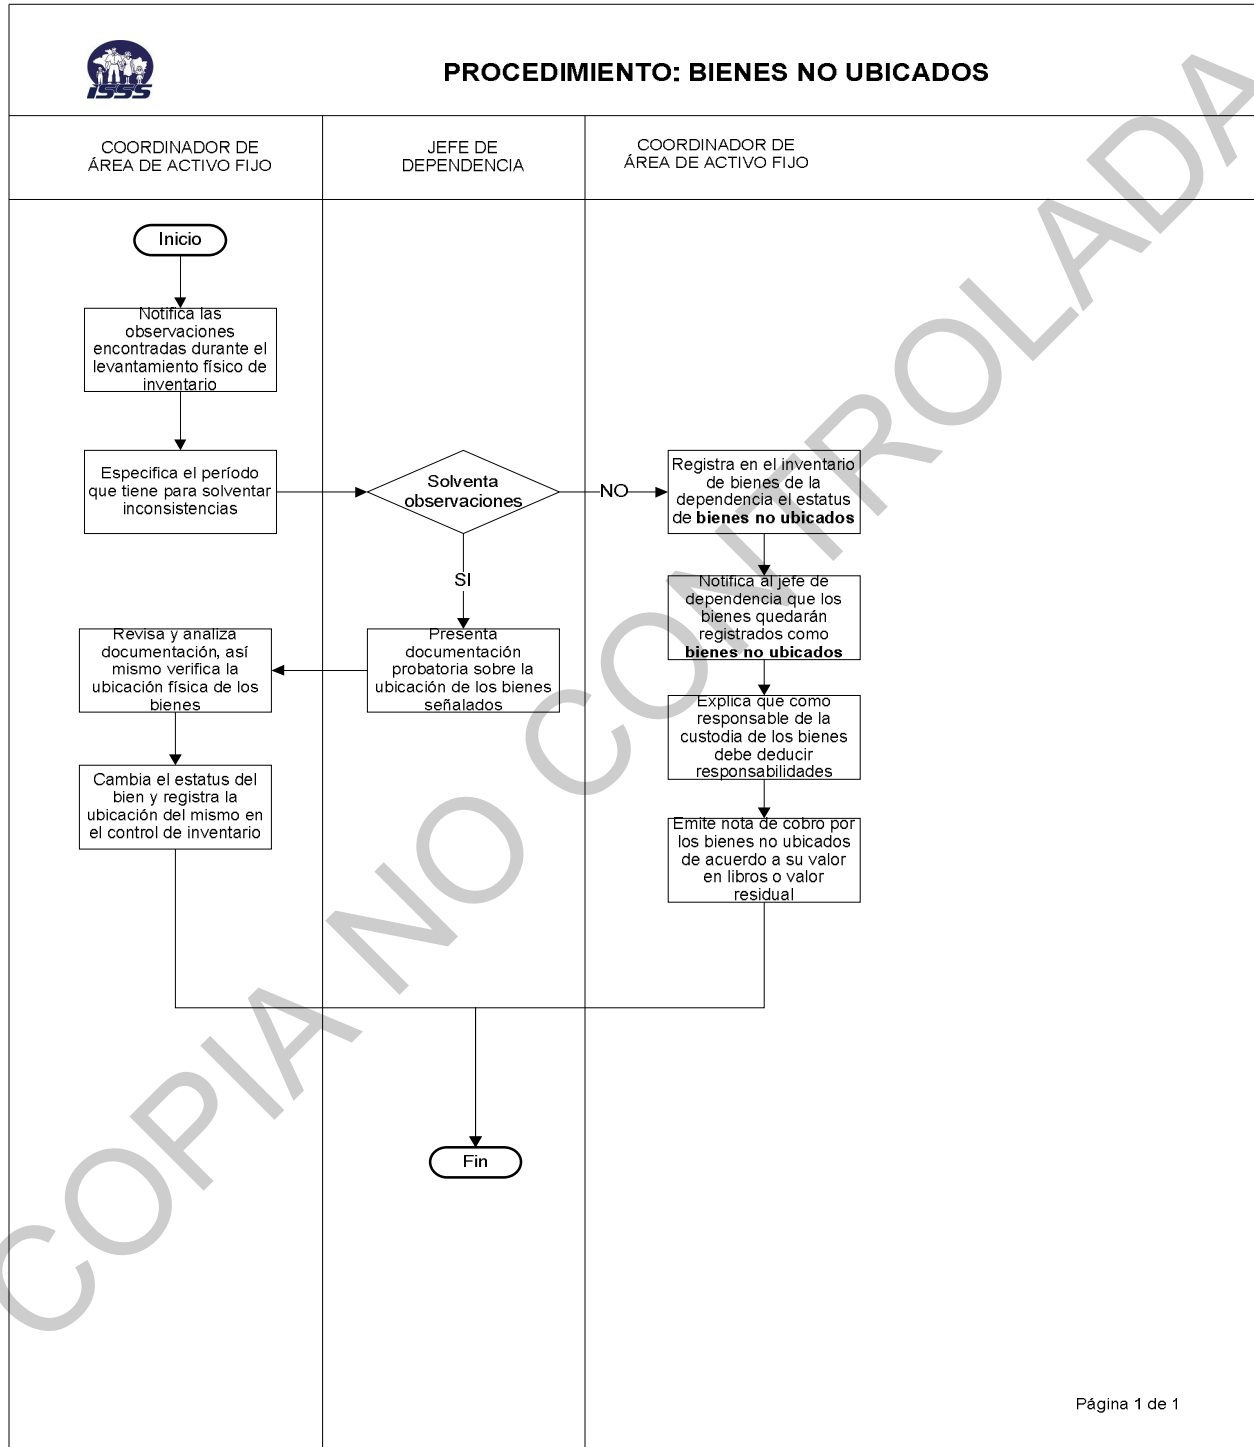 ISSS
PROCEDIMIENTO: BIENES NO UBICADOS
COORDINADOR DE
ÁREA DE ACTIVO FIJO
JEFE DE
DEPENDENCIA
COORDINADOR DE
ÁREA DE ACTIVO FIJO
Inicio
Notifica las
observaciones
encontradas durante el
levantamiento físico de
inventario
Especifica el período
que tiene para solventar
inconsistencias
Solventa
observaciones
NO
Registra en el inventario
de bienes de la
dependencia el estatus
de bienes no ubicados
SI
Notifica al jefe de
dependencia que los
bienes quedarán
registrados como
bienes no ubicados
Revisa y analiza
documentación, así
mismo verifica la
ubicación física de los
bienes
Presenta
documentación
probatoria sobre la
ubicación de los bienes
señalados
Explica que como
responsable de la
custodia de los bienes
debe deducir
responsabilidades
Cambia el estatus del
bien y registra la
ubicación del mismo en
el control de inventario
Emite nota de cobro por
los bienes no ubicados
de acuerdo a su valor
en libros o valor
residual
Fin
Página 1 de 1
COPIA NO CONTROLADA